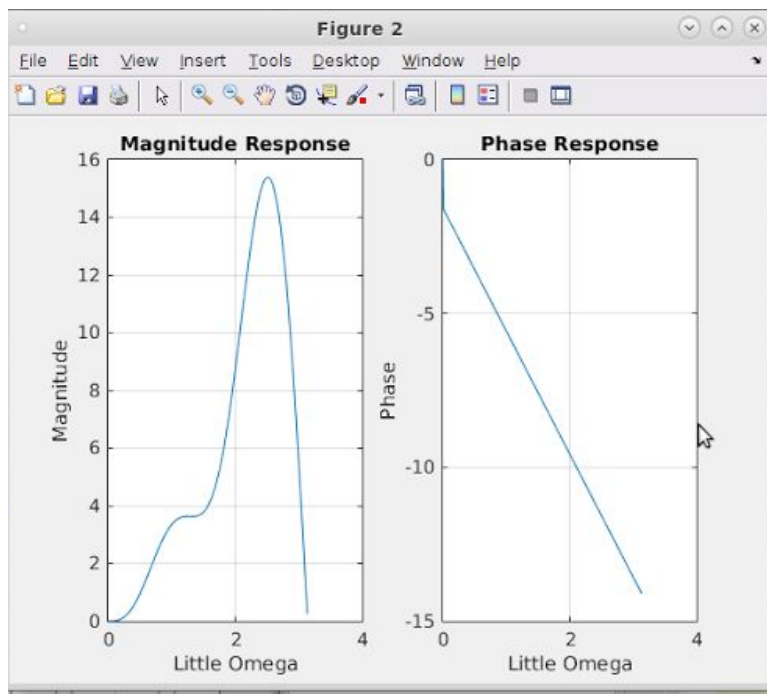 Figure 2
File Edit View Insert Tools Desktop Window Help
Magnitude Response
16
14
12
10
8
6
4
2
0
0 2 4
Magnitude
Little Omega
Phase Response
0
-5
-10
-15
0 2 4
Phase
Little Omega